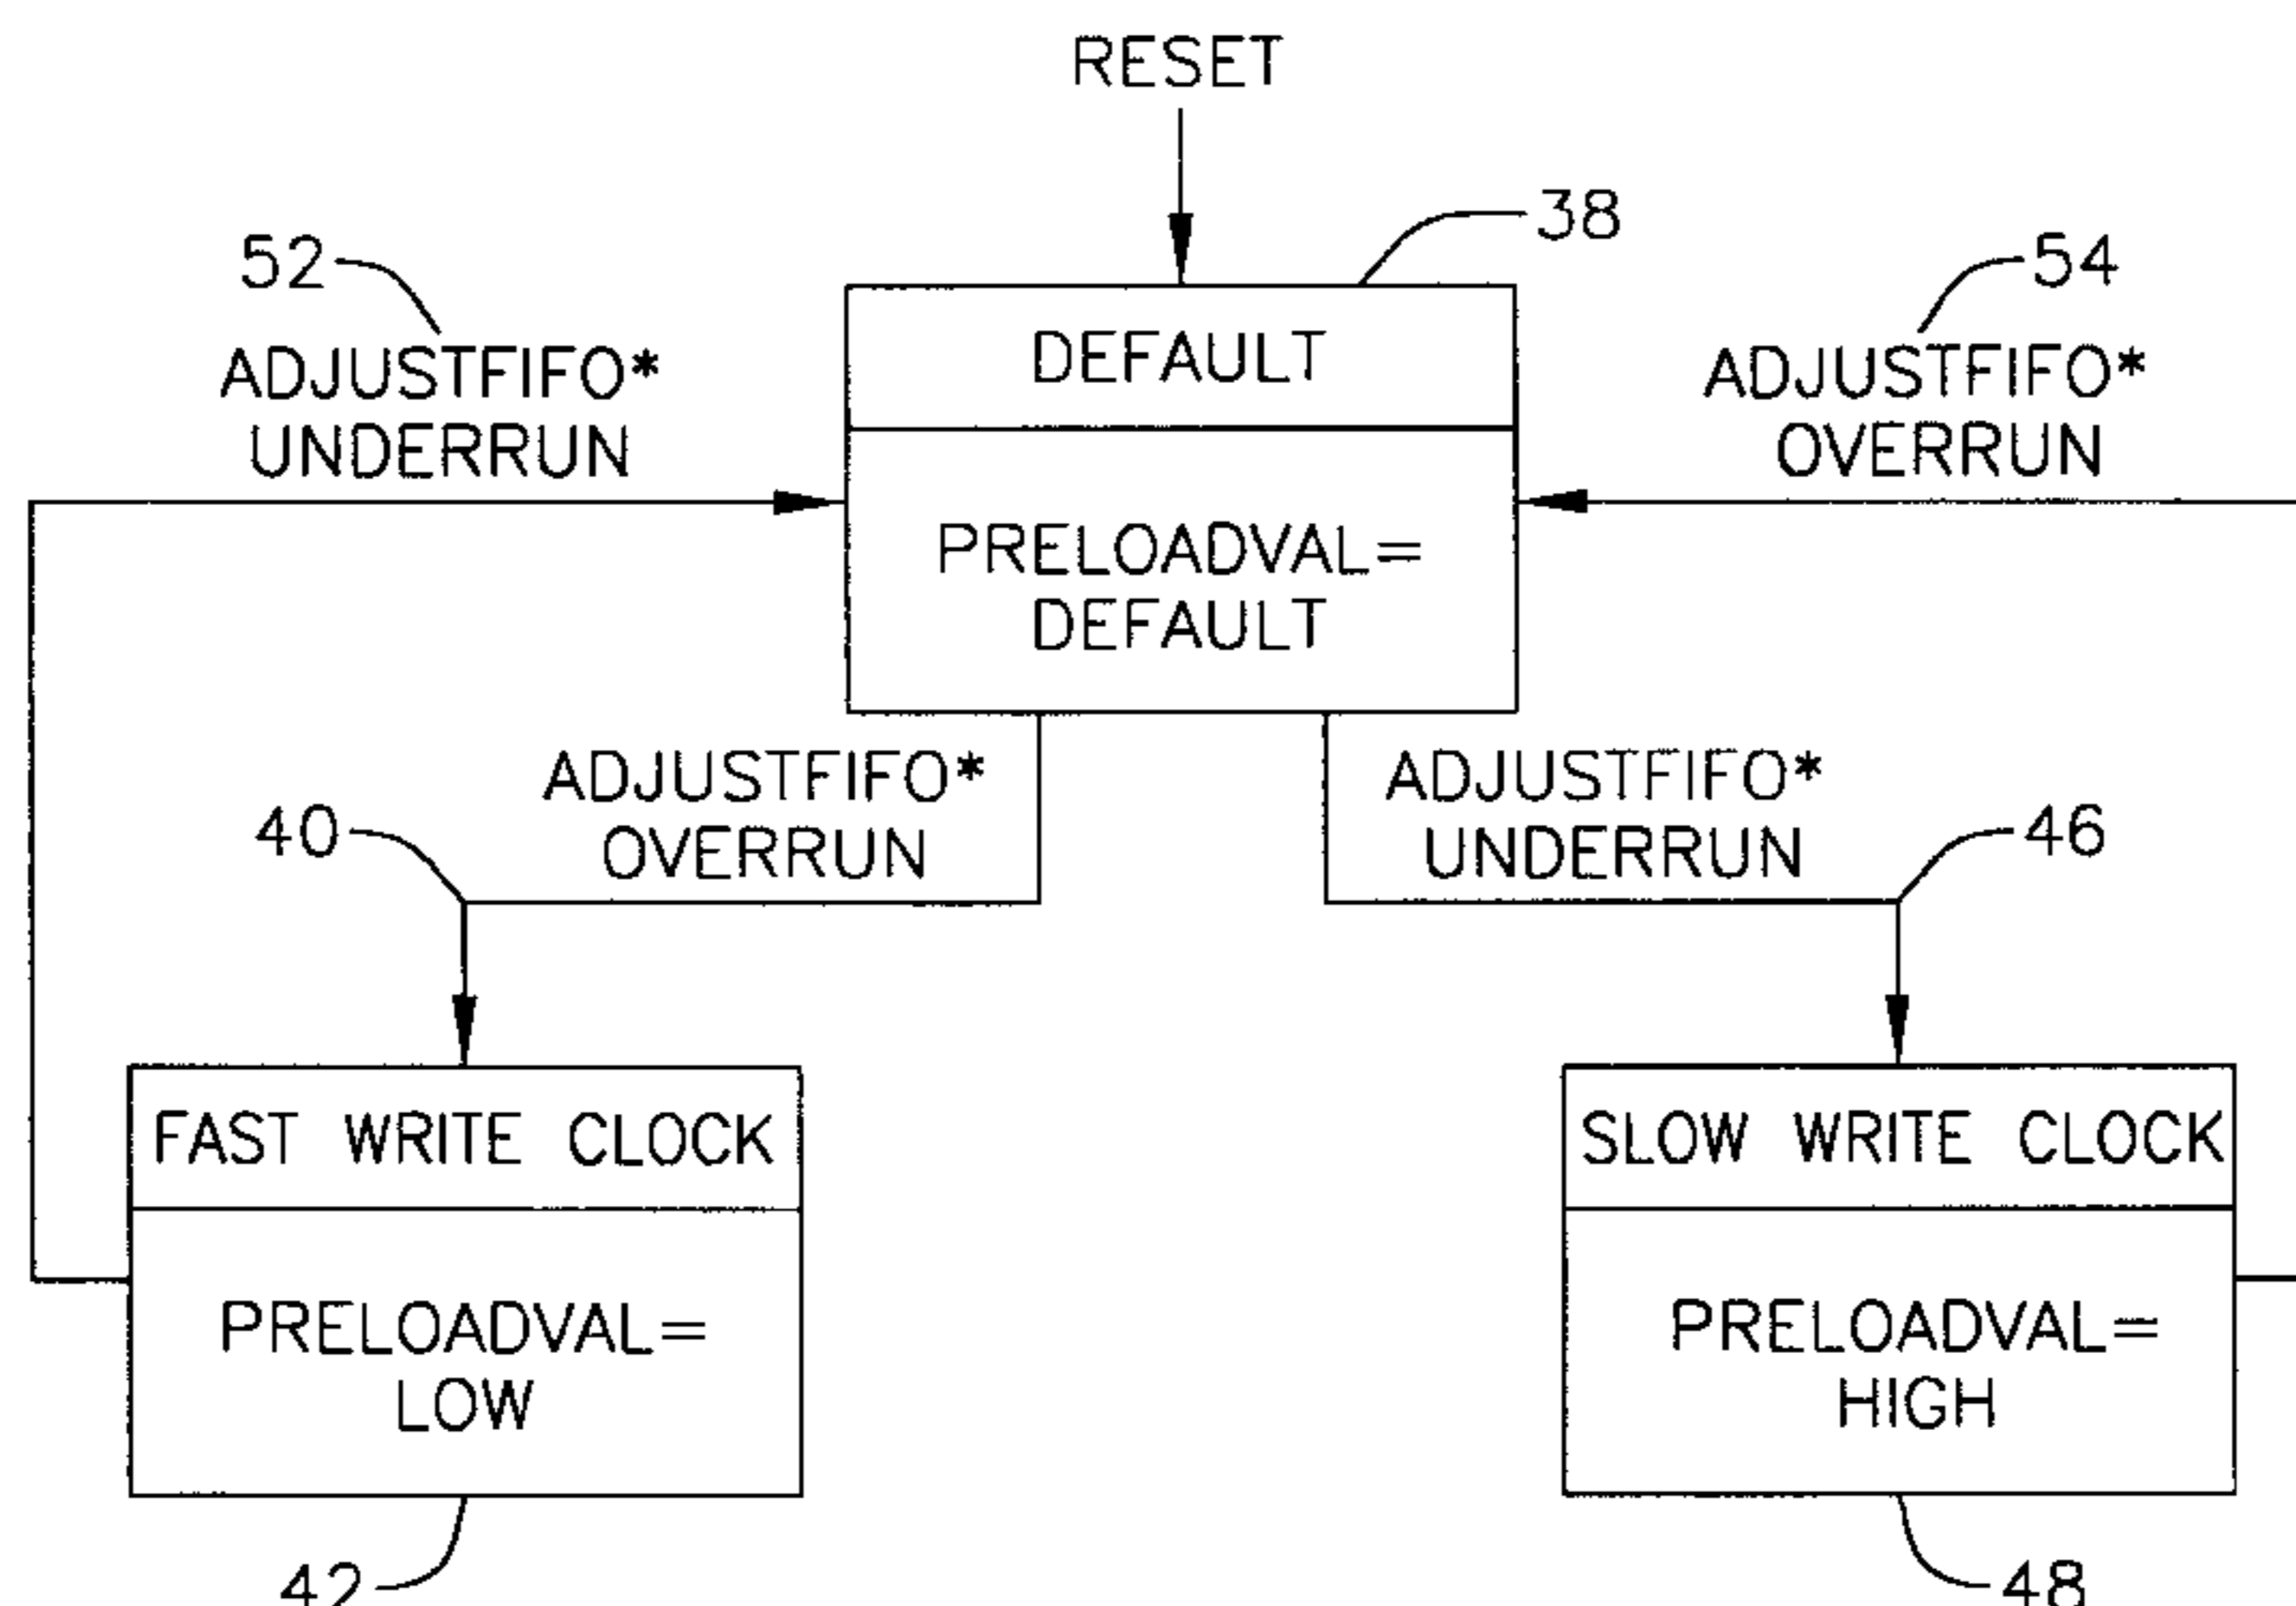 RESET
38
52
54
DEFAULT
ADJUSTFIFO*
UNDERRUN
ADJUSTFIFO*
OVERRUN
PRELOADVAL=
DEFAULT
ADJUSTFIFO*
OVERRUN
ADJUSTFIFO*
UNDERRUN
40
46
FAST WRITE CLOCK
SLOW WRITE CLOCK
PRELOADVAL=
LOW
PRELOADVAL=
HIGH
42
48